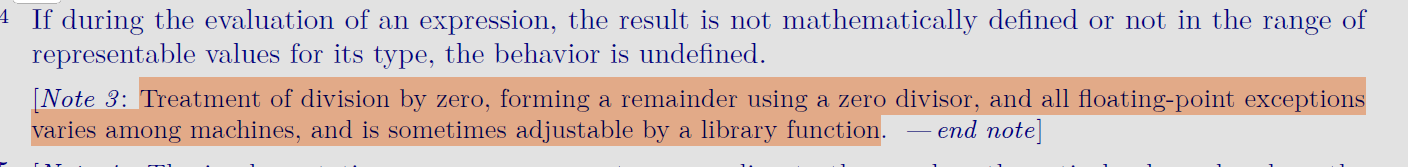 4 If during the evaluation of an expression, the result is not mathematically defined or not in the range of
representable values for its type, the behavior is undefined.
[Note 3: Treatment of division by zero, forming a remainder using a zero divisor, and all floating-point exceptions
varies among machines, and is sometimes adjustable by a library function. — end note]